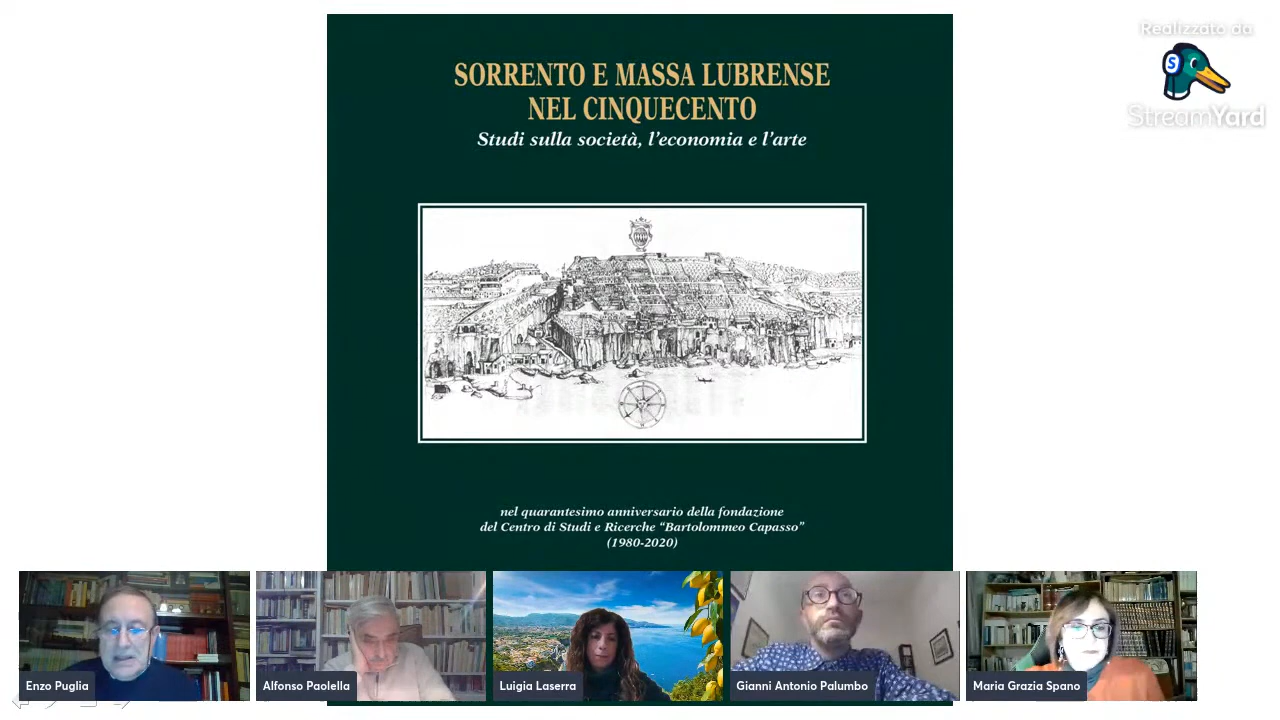 Realizzato da
StreamYard
SORRENTO E MASSA LUBRENSE
NEL CINQUECENTO
Studi sulla società, l'economia e l'arte
nel quarantesimo anniversario della fondazione
del Centro di Studi e Ricerche “Bartolommeo Capasso”
(1980-2020)
Enzo Puglia
Alfonso Paolella
Luigia Laserra
Gianni Antonio Palumbo
Maria Grazia Spano